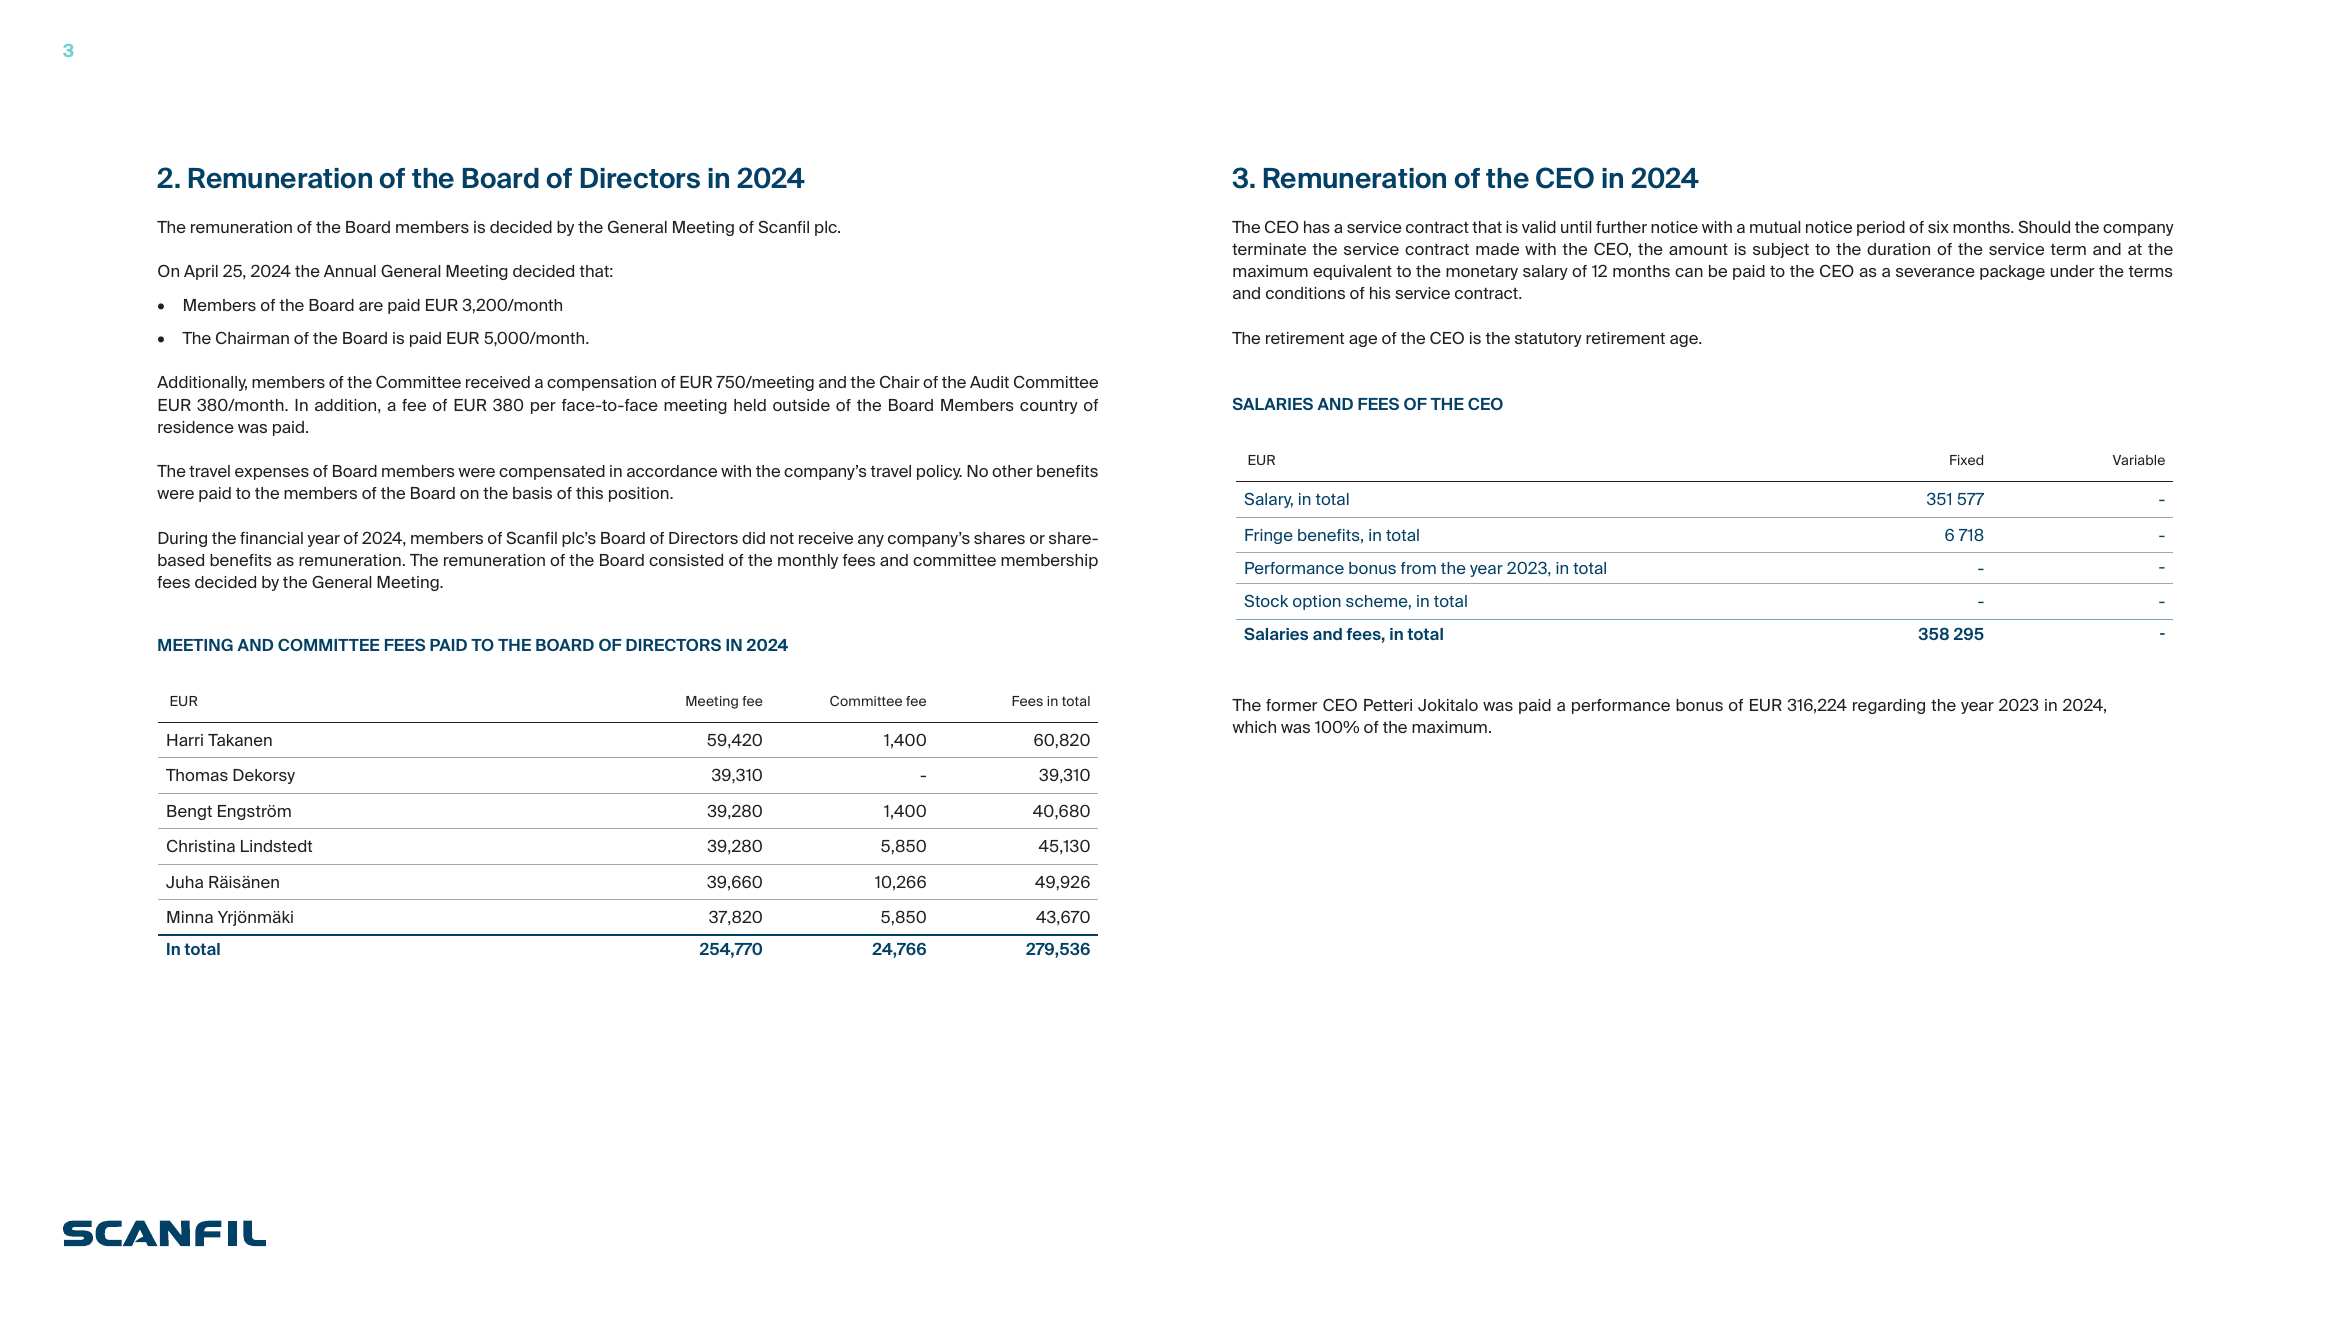 3
2. Remuneration of the Board of Directors in 2024
The remuneration of the Board members is decided by the General Meeting of Scanfil plc.
On April 25, 2024 the Annual General Meeting decided that:
• Members of the Board are paid EUR 3,200/month
• The Chairman of the Board is paid EUR 5,000/month.
Additionally, members of the Committee received a compensation of EUR 750/meeting and the Chair of the Audit Committee
EUR 380/month. In addition, a fee of EUR 380 per face-to-face meeting held outside of the Board Members country of
residence was paid.
The travel expenses of Board members were compensated in accordance with the company’s travel policy. No other benefits
were paid to the members of the Board on the basis of this position.
During the financial year of 2024, members of Scanfil plc’s Board of Directors did not receive any company’s shares or share-
based benefits as remuneration. The remuneration of the Board consisted of the monthly fees and committee membership
fees decided by the General Meeting.
MEETING AND COMMITTEE FEES PAID TO THE BOARD OF DIRECTORS IN 2024
EUR Meeting fee Committee fee Fees in total
Harri Takanen 59,420 1,400 60,820
Thomas Dekorsy 39,310 - 39,310
Bengt Engström 39,280 1,400 40,680
Christina Lindstedt 39,280 5,850 45,130
Juha Räisänen 39,660 10,266 49,926
Minna Yrjönmäki 37,820 5,850 43,670
In total 254,770 24,766 279,536
3. Remuneration of the CEO in 2024
The CEO has a service contract that is valid until further notice with a mutual notice period of six months. Should the company
terminate the service contract made with the CEO, the amount is subject to the duration of the service term and at the
maximum equivalent to the monetary salary of 12 months can be paid to the CEO as a severance package under the terms
and conditions of his service contract.
The retirement age of the CEO is the statutory retirement age.
SALARIES AND FEES OF THE CEO
EUR Fixed Variable
Salary, in total 351 577 -
Fringe benefits, in total 6 718 -
Performance bonus from the year 2023, in total - -
Stock option scheme, in total - -
Salaries and fees, in total 358 295 -
The former CEO Petteri Jokitalo was paid a performance bonus of EUR 316,224 regarding the year 2023 in 2024,
which was 100% of the maximum.
SCANFIL